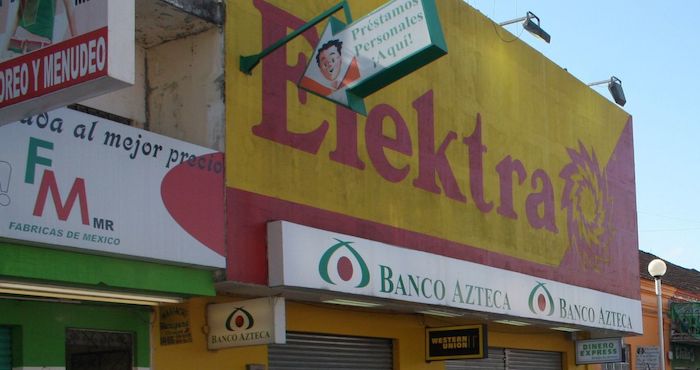 Préstamos
Personales
¡Aquí!
Elektra
OREO Y MENUDEO
ada al mejor precio
FM MR
FABRICAS DE MEXICO
BANCO AZTECA
BANCO AZTECA
BANCO AZTECA
WESTERN
UNION
DINERO
EXPRESS